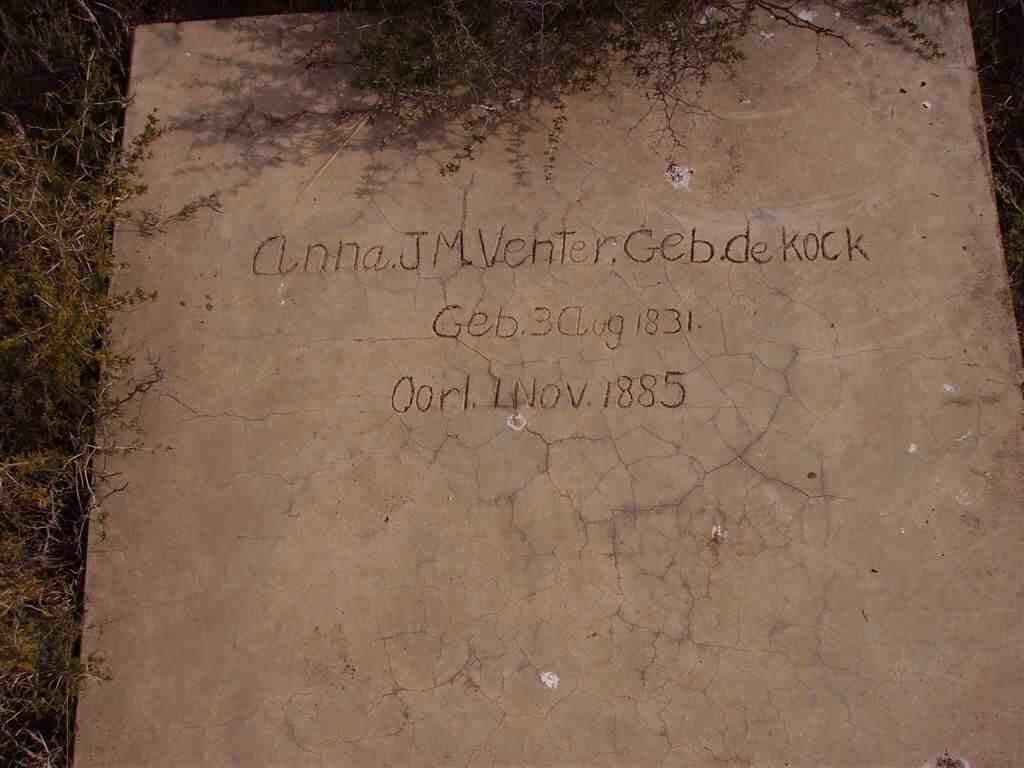 Anna.J M.Venter.Geb.de Kock
Geb.3 Aug 1831.
Oorl.1 Nov.1885